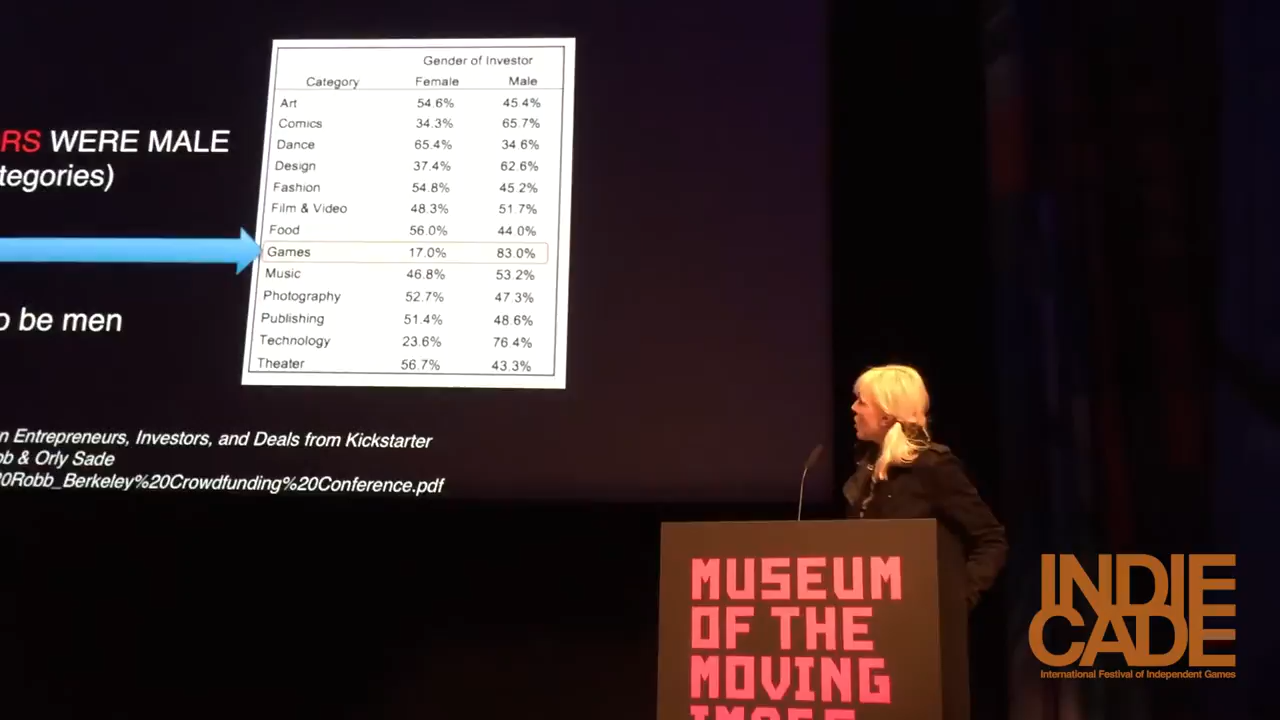 RS WERE MALE
tegories)
o be men
Gender of Investor
Category Female Male
Art 54.6% 45.4%
Comics 34.3% 65.7%
Dance 65.4% 34.6%
Design 37.4% 62.6%
Fashion 54.8% 45.2%
Film & Video 48.3% 51.7%
Food 56.0% 44.0%
Games 17.0% 83.0%
Music 46.8% 53.2%
Photography 52.7% 47.3%
Publishing 51.4% 48.6%
Technology 23.6% 76.4%
Theater 56.7% 43.3%
n Entrepreneurs, Investors, and Deals from Kickstarter
bb & Orly Sade
20Robb_Berkeley%20Crowdfunding%20Conference.pdf
MUSEUM
OF THE
MOVING
IMAGE
INDIE
CADE
International Festival of Independent Games